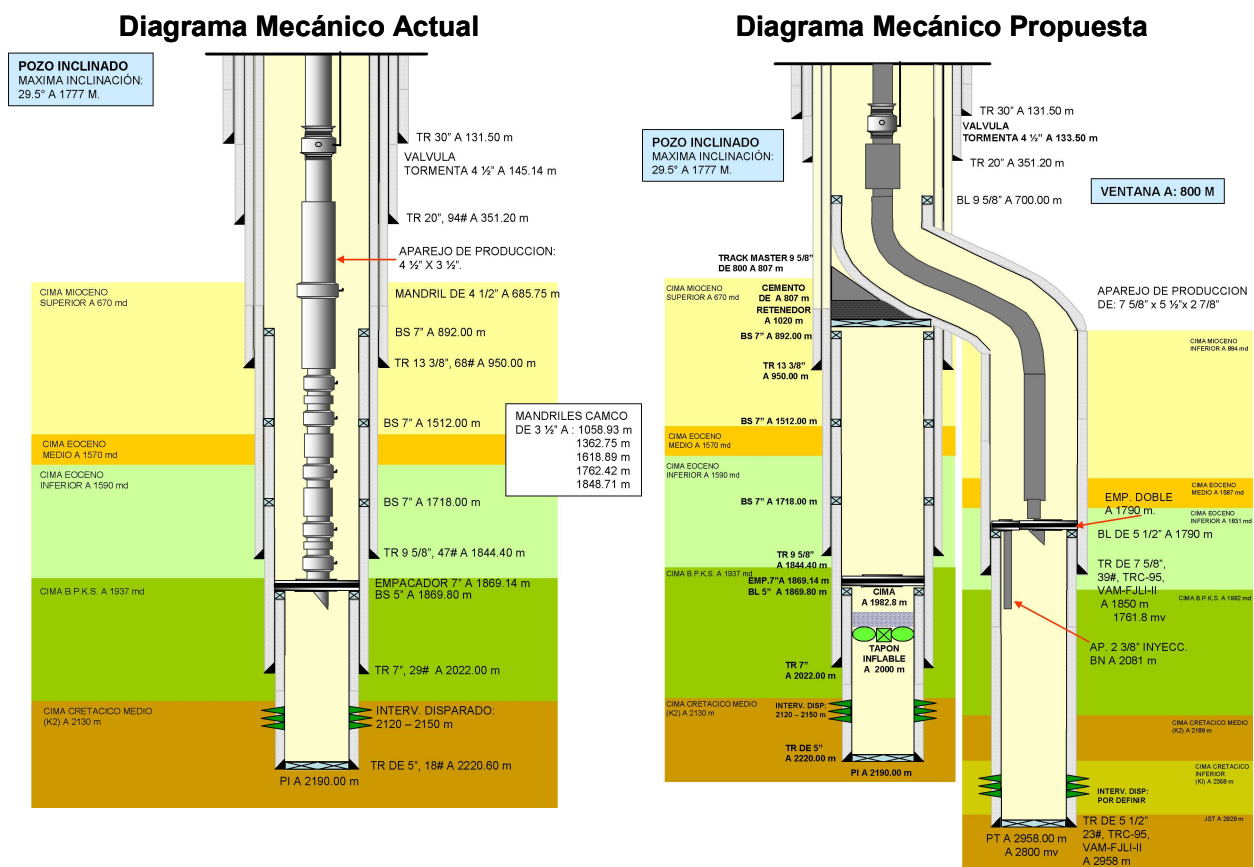 Diagrama Mecánico Actual
POZO INCLINADO
MAXIMA INCLINACIÓN:
29.5° A 1777 M.
TR 30" A 131.50 m
VALVULA
TORMENTA 4 ½" A 145.14 m
TR 20", 94# A 351.20 m
APAREJO DE PRODUCCION:
4 ½" X 3 ½".
CIMA MIOCENO
SUPERIOR A 670 md
MANDRIL DE 4 1/2" A 685.75 m
BS 7" A 892.00 m
TR 13 3/8", 68# A 950.00 m
MANDRILES CAMCO
DE 3 ½" A : 1058.93 m
1362.75 m
1618.89 m
1762.42 m
1848.71 m
BS 7" A 1512.00 m
CIMA EOCENO
MEDIO A 1570 md
CIMA EOCENO
INFERIOR A 1590 md
BS 7" A 1718.00 m
TR 9 5/8", 47# A 1844.40 m
EMPACADOR 7" A 1869.14 m
BS 5" A 1869.80 m
CIMA B.P.K.S. A 1937 md
TR 7", 29# A 2022.00 m
CIMA CRETACICO MEDIO
(K2) A 2130 m
INTERV. DISPARADO:
2120 – 2150 m
TR DE 5", 18# A 2220.60 m
PI A 2190.00 m
Diagrama Mecánico Propuesta
POZO INCLINADO
MAXIMA INCLINACIÓN:
29.5° A 1777 M.
TR 30" A 131.50 m
VALVULA
TORMENTA 4 ½" A 133.50 m
TR 20" A 351.20 m
VENTANA A: 800 M
BL 9 5/8" A 700.00 m
TRACK MASTER 9 5/8"
DE 800 A 807 m
CIMA MIOCENO
SUPERIOR A 670 md
CEMENTO
DE A 807 m
RETENEDOR
A 1020 m
APAREJO DE PRODUCCION
DE: 7 5/8" x 5 ½"x 2 7/8"
BS 7" A 892.00 m
CIMA MIOCENO
INFERIOR A 894 md
TR 13 3/8"
A 950.00 m
BS 7" A 1512.00 m
CIMA EOCENO
MEDIO A 1570 md
CIMA EOCENO
INFERIOR A 1590 md
CIMA EOCENO
MEDIO A 1587 md
BS 7" A 1718.00 m
EMP. DOBLE
A 1790 m.
CIMA EOCENO
INFERIOR A 1831 md
BL DE 5 1/2" A 1790 m
TR 9 5/8"
A 1844.40 m
TR DE 7 5/8",
39#, TRC-95,
VAM-FJLI-II
A 1850 m
1761.8 mv
CIMA B.P.K.S. A 1937 md
EMP.7"A 1869.14 m
BL 5" A 1869.80 m
CIMA
A 1982.8 m
CIMA B.P.K.S. A 1992 md
TAPON
INFLABLE
A 2000 m
AP. 2 3/8" INYECC.
BN A 2081 m
TR 7"
A 2022.00 m
CIMA CRETACICO MEDIO
(K2) A 2130 m
INTERV. DISP:
2120 – 2150 m
CIMA CRETACICO MEDIO
(K2) A 2189 m
TR DE 5"
A 2220.00 m
PI A 2190.00 m
CIMA CRETACICO
INFERIOR
(KI) A 2358 m
INTERV. DISP:
POR DEFINIR
JST A 2929 m
TR DE 5 1/2"
23#, TRC-95,
VAM-FJLI-II
A 2958 m
PT A 2958.00 m
A 2800 mv